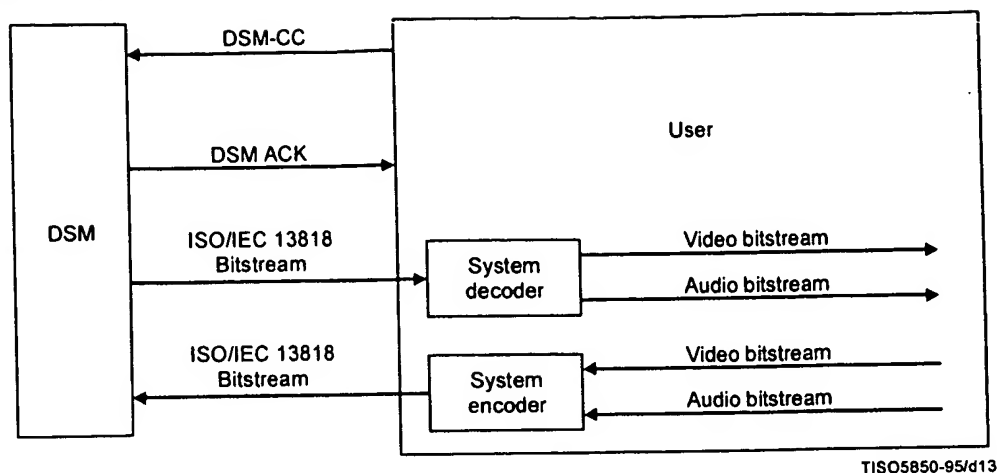 DSM-CC
User
DSM ACK
DSM
ISO/IEC 13818
Bitstream
System
decoder
Video bitstream
Audio bitstream
ISO/IEC 13818
Bitstream
System
encoder
Video bitstream
Audio bitstream
TISO5850-95/d13